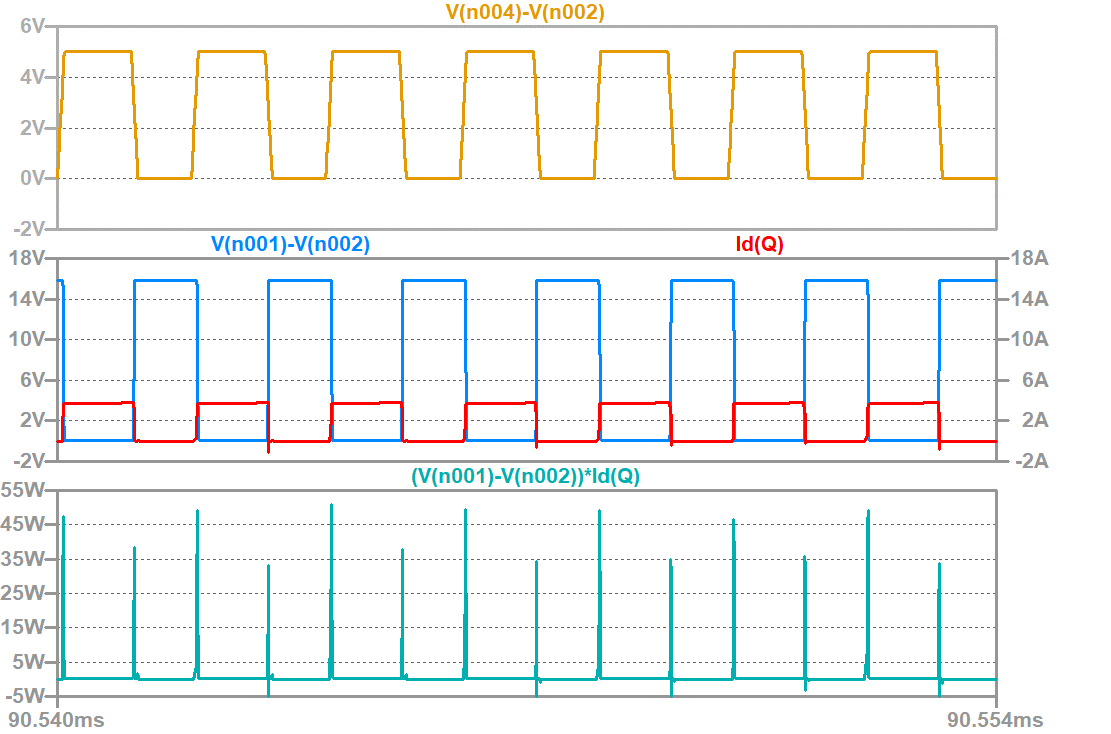 V(n004)-V(n002)
6V
4V
2V
0V
-2V
V(n001)-V(n002) Id(Q)
18V 18A
14V 14A
10V 10A
6V 6A
2V 2A
-2V -2A
(V(n001)-V(n002))*Id(Q)
55W
45W
35W
25W
15W
5W
-5W
90.540ms 90.554ms